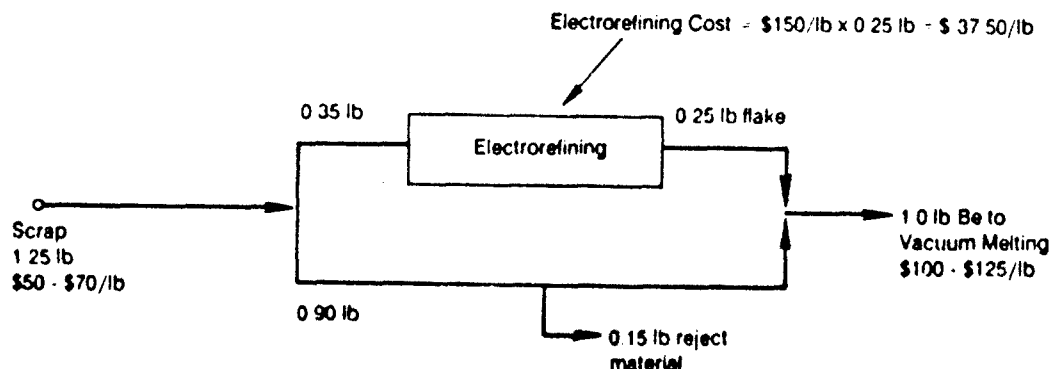 Electrorefining Cost = $150/lb x 0 25 lb = $ 37 50/lb
0 35 lb
0 25 lb flake
Electrorefining
Scrap
1 25 lb
$50 - $70/lb
1 0 lb Be to
Vacuum Melting
$100 - $125/lb
0 90 lb
0.15 lb reject
material